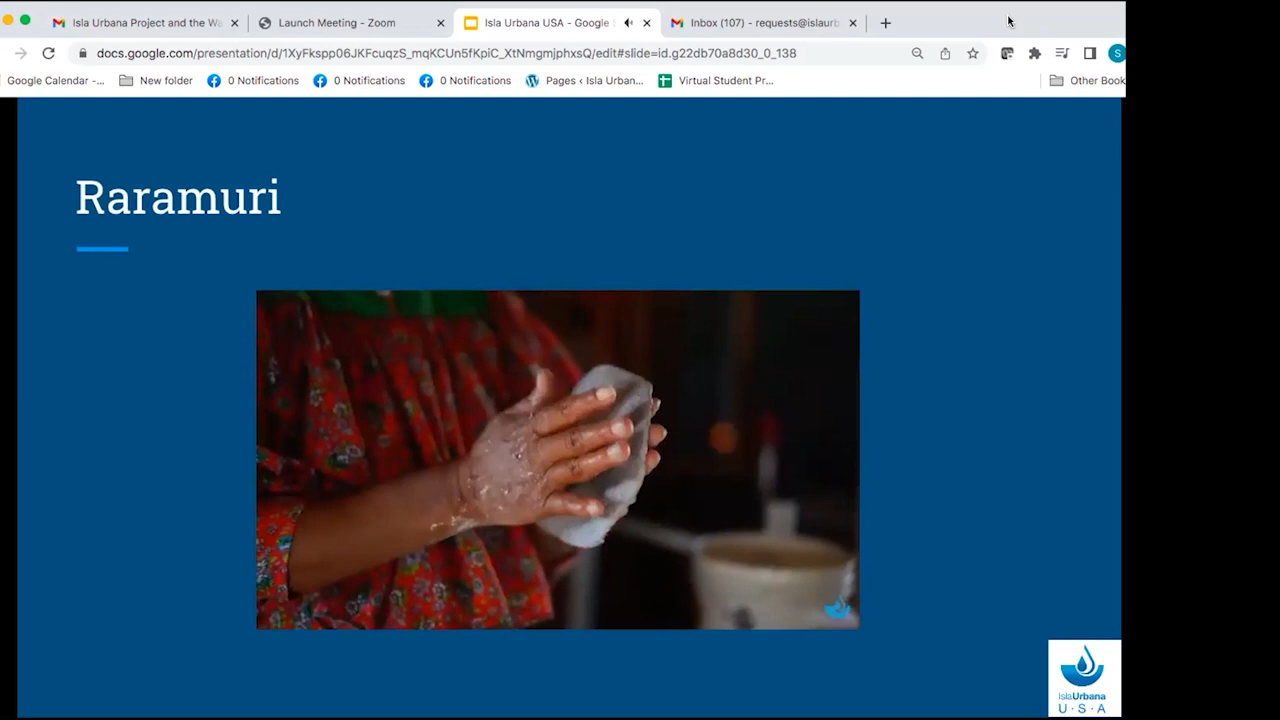 Isla Urbana Project and the Wa
Launch Meeting - Zoom
Isla Urbana USA - Google
Inbox (107) - requests@islaurb
docs.google.com/presentation/d/1XyFkspp06JKFcuqzS_mqKCUn5fKpiC_XtNmgmjphxsQ/edit#slide=id.g22db70a8d30_0_138
S
Google Calendar -...
New folder
0 Notifications
0 Notifications
0 Notifications
Pages ‹ Isla Urban...
Virtual Student Pr...
Other Book
Raramuri
islaUrbana
U·S·A